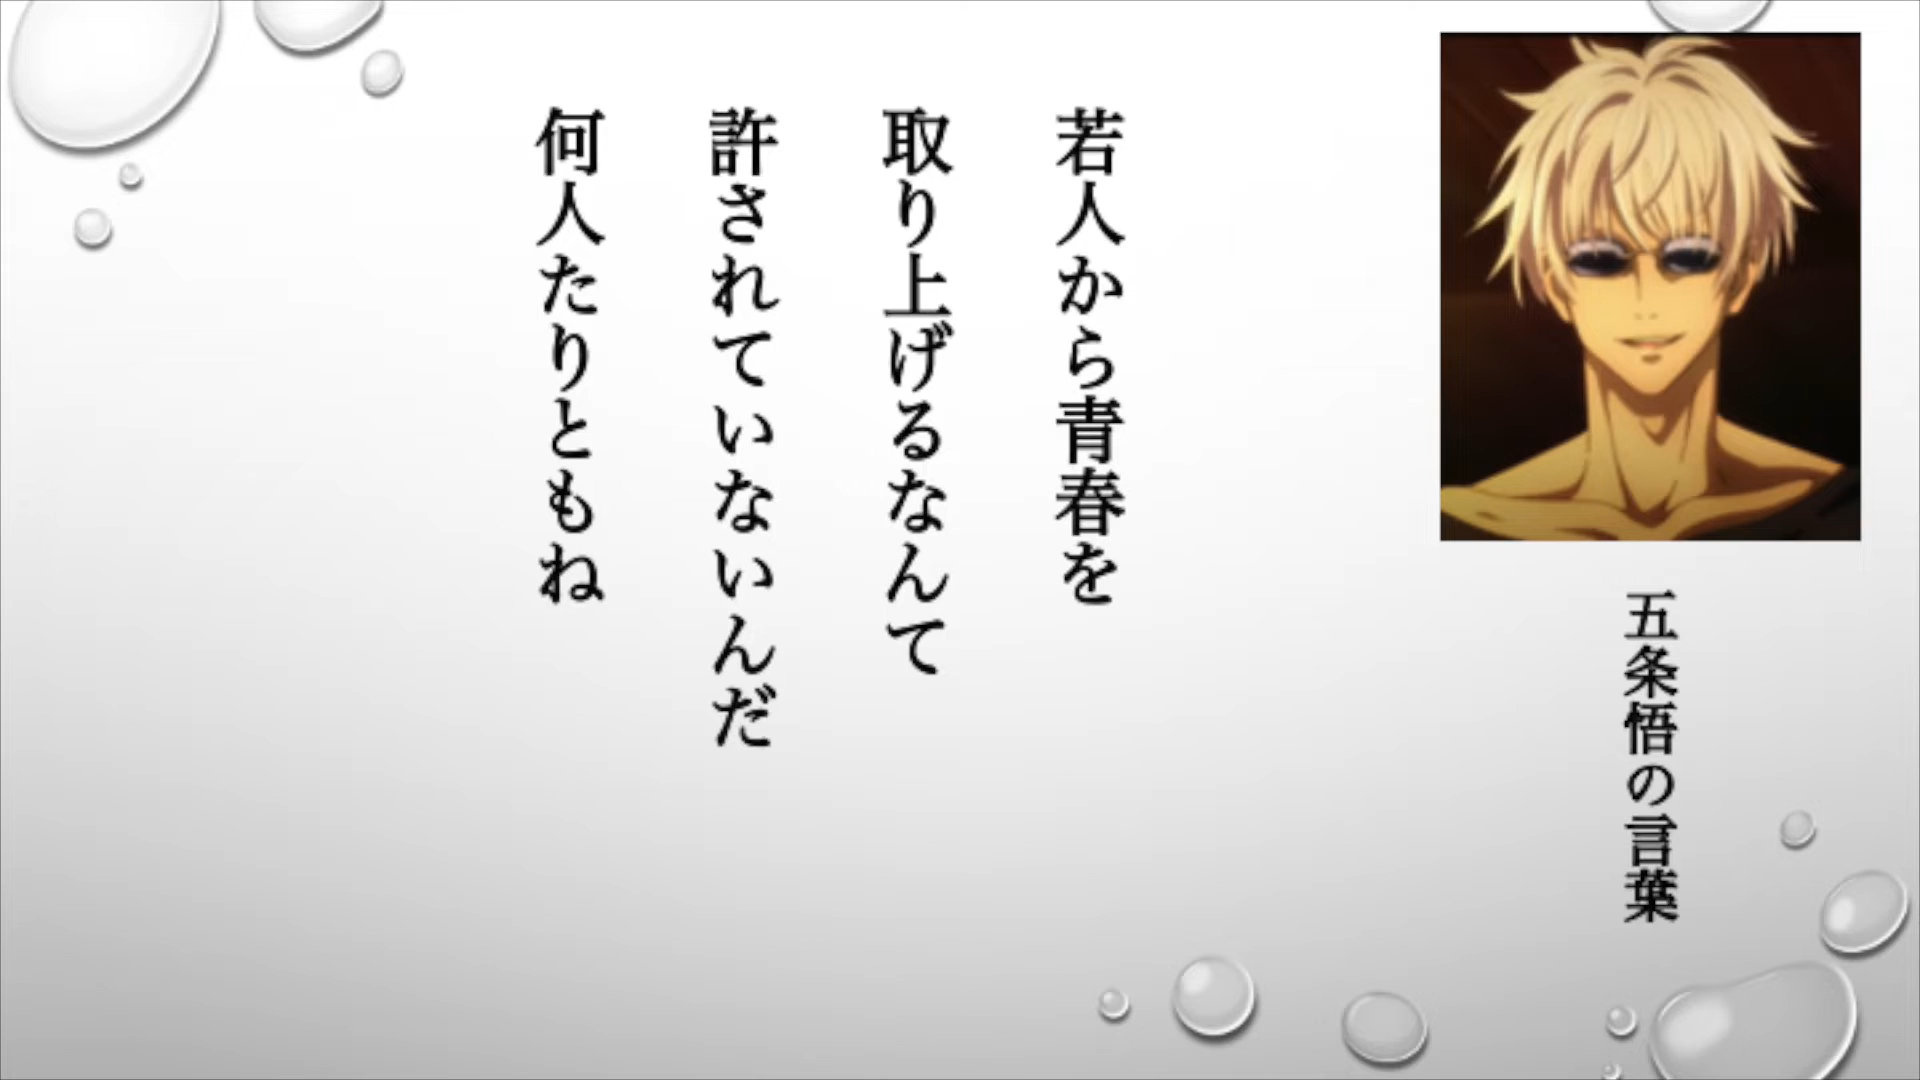 五条悟の言葉
若人から青春を
取り上げるなんて
許されていないんだ
何人たりともね